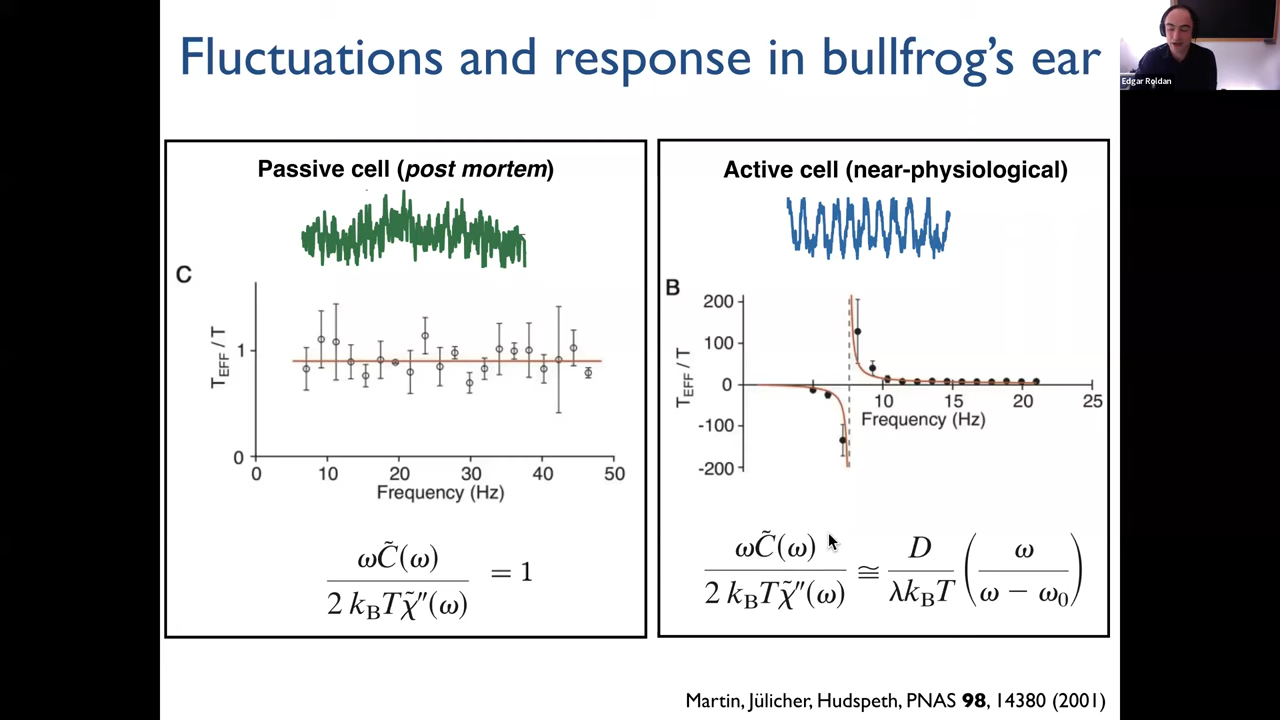 Fluctuations and response in bullfrog's ear
Edgar Roldan
Passive cell (post mortem)
C
T_EFF / T
1
0
0 10 20 30 40 50
Frequency (Hz)
ωC̃(ω) / 2 k_B T χ̃″(ω) = 1
Active cell (near-physiological)
B
T_EFF / T
200
100
0
-100
-200
10 15 20 25
Frequency (Hz)
ωC̃(ω) / 2 k_B T χ̃″(ω) ≅ D / λk_B T ( ω / ω − ω₀ )
Martin, Jülicher, Hudspeth, PNAS 98, 14380 (2001)